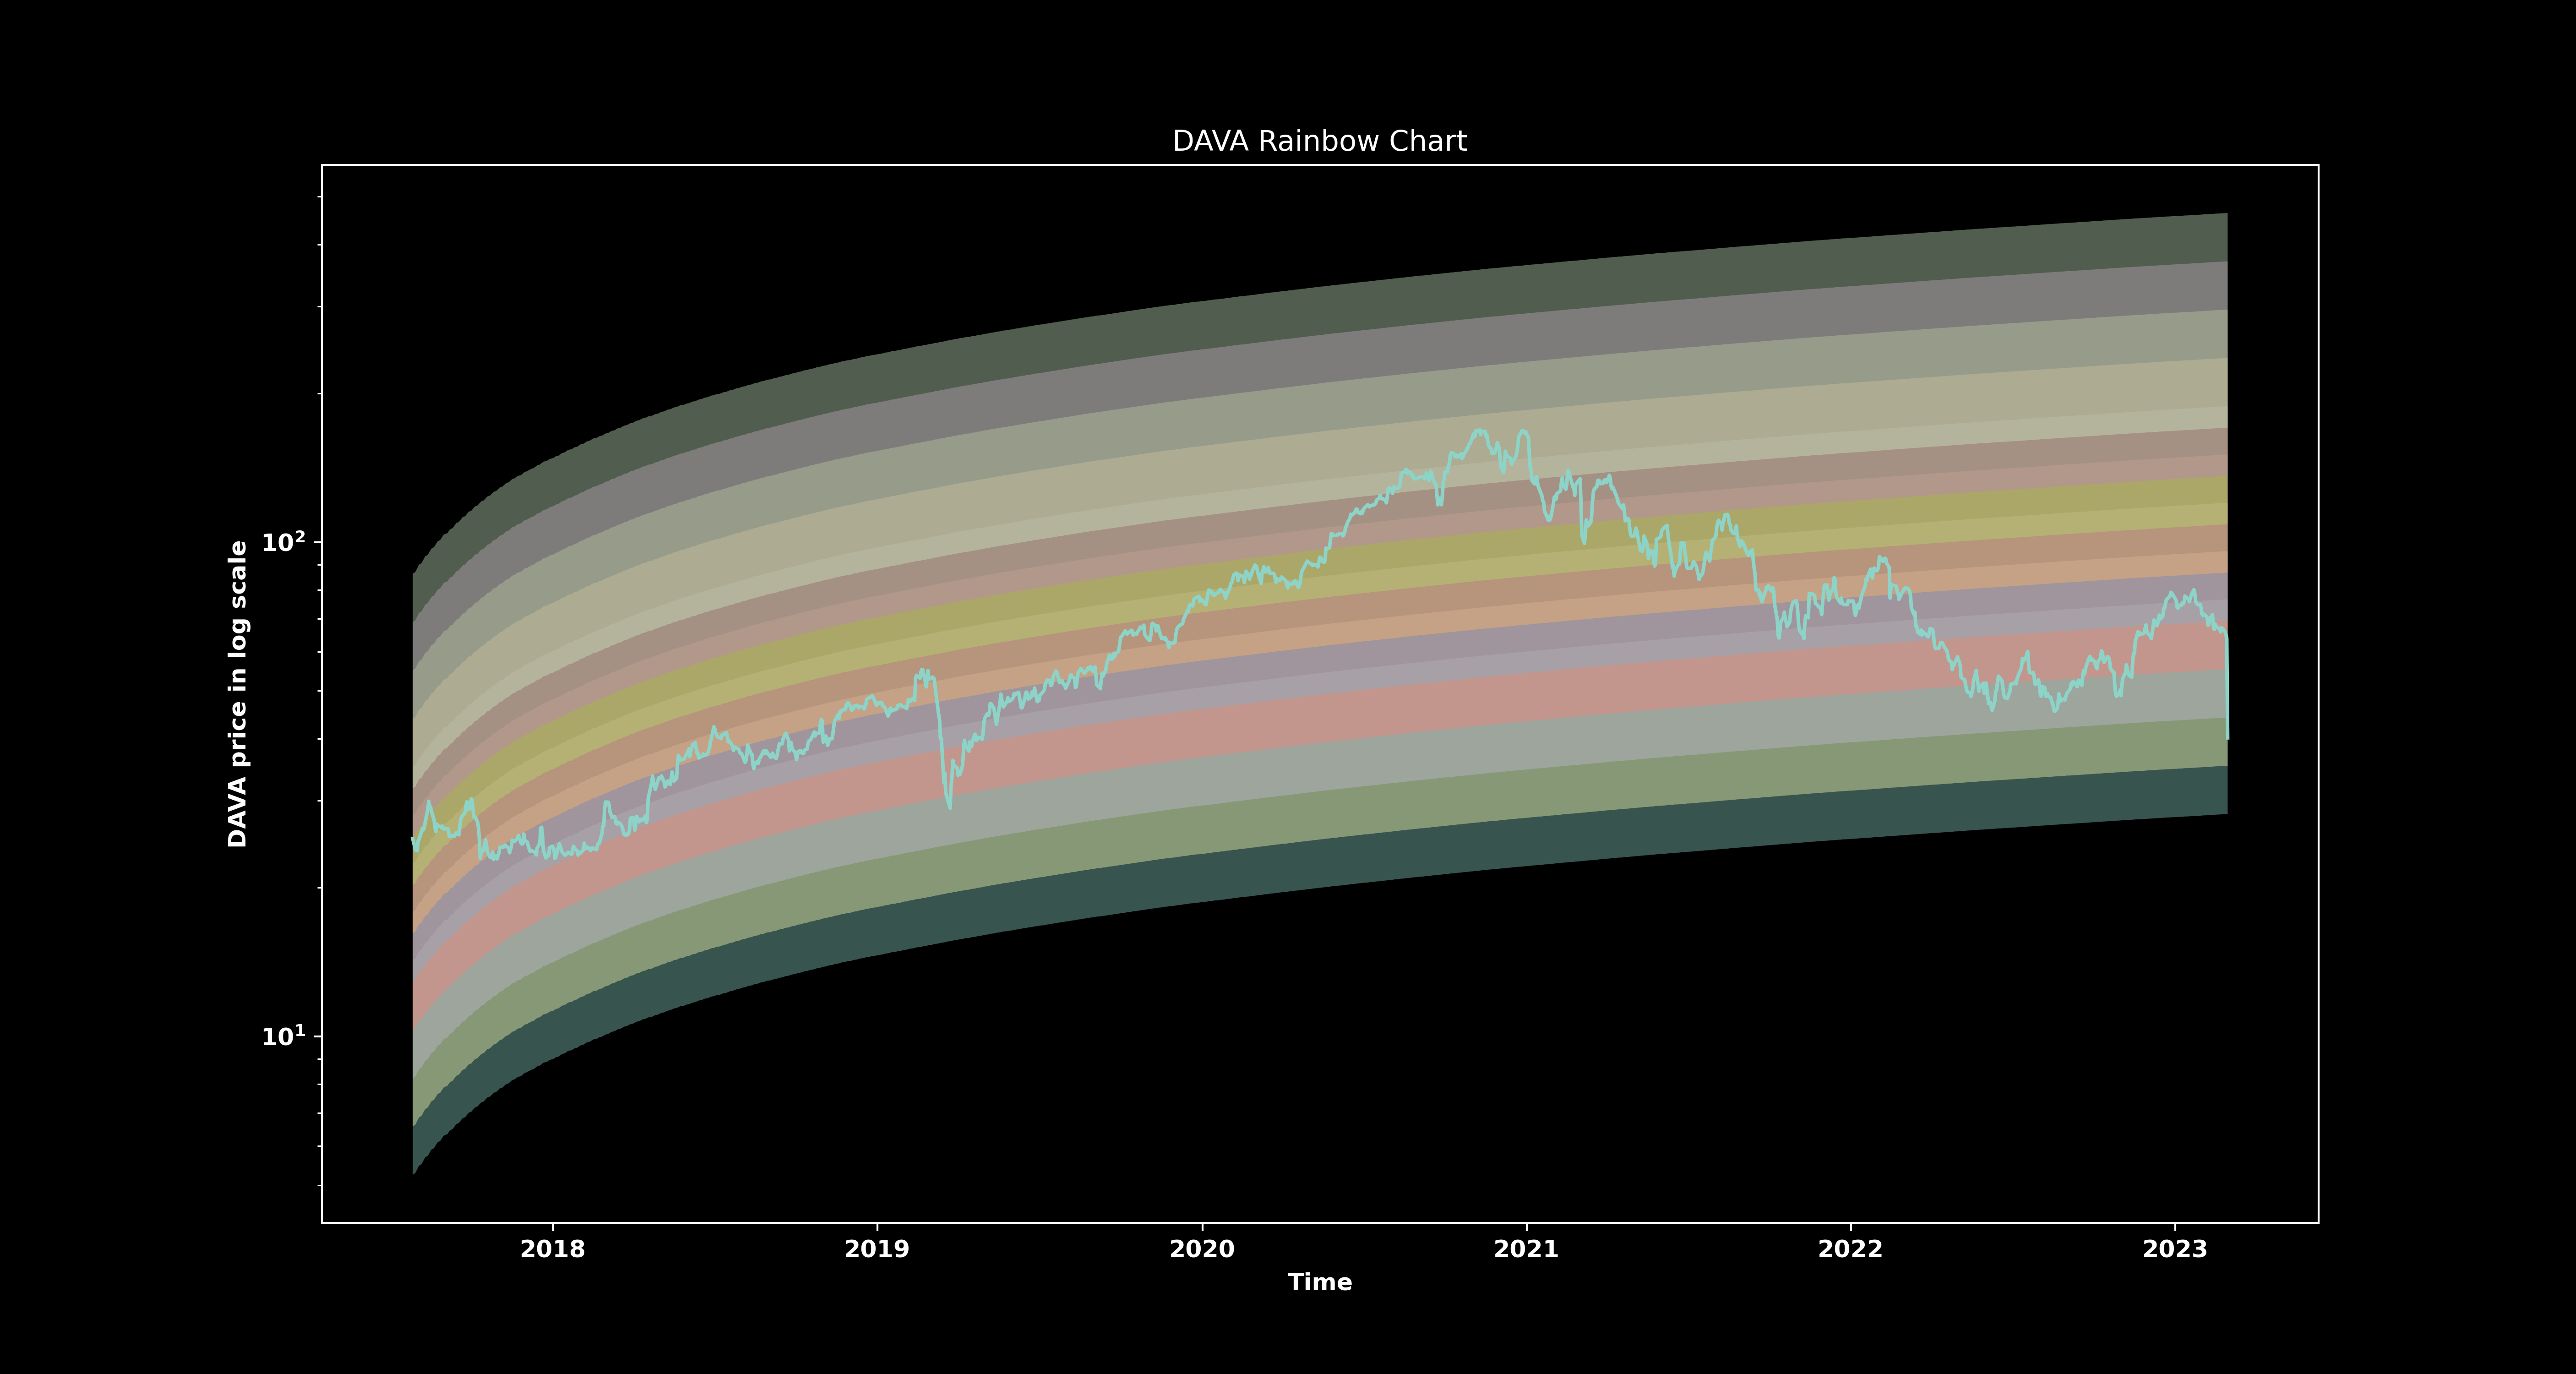 DAVA Rainbow Chart
DAVA price in log scale
10²
10¹
2018 2019 2020 2021 2022 2023
Time